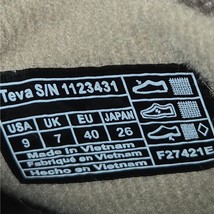 Teva S/N 1123431
USA UK EU JAPAN
9 7 40 26
Made in Vietnam
Fabriqué en Vietnam
Hecho en Vietnam
F27421E